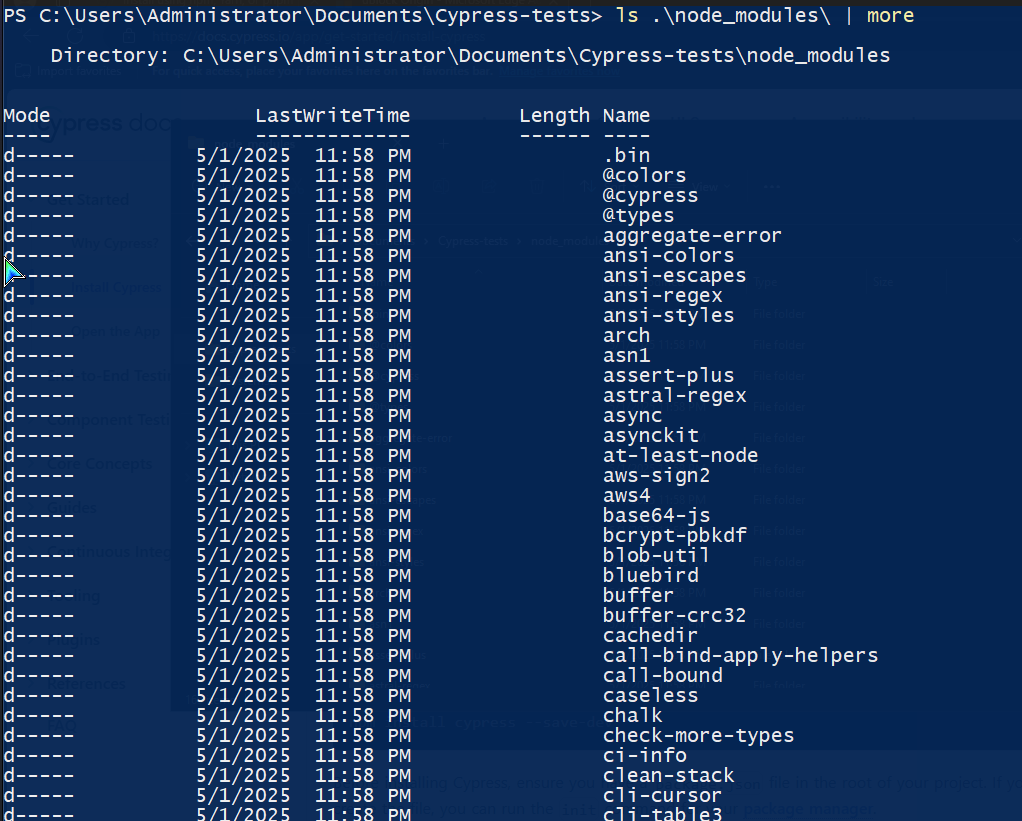 PS C:\Users\Administrator\Documents\Cypress-tests> ls .\node_modules\ | more
Directory: C:\Users\Administrator\Documents\Cypress-tests\node_modules
Mode LastWriteTime Length Name
---- ------------- ------ ----
d----- 5/1/2025 11:58 PM .bin
d----- 5/1/2025 11:58 PM @colors
d----- 5/1/2025 11:58 PM @cypress
d----- 5/1/2025 11:58 PM @types
d----- 5/1/2025 11:58 PM aggregate-error
d----- 5/1/2025 11:58 PM ansi-colors
d----- 5/1/2025 11:58 PM ansi-escapes
d----- 5/1/2025 11:58 PM ansi-regex
d----- 5/1/2025 11:58 PM ansi-styles
d----- 5/1/2025 11:58 PM arch
d----- 5/1/2025 11:58 PM asn1
d----- 5/1/2025 11:58 PM assert-plus
d----- 5/1/2025 11:58 PM astral-regex
d----- 5/1/2025 11:58 PM async
d----- 5/1/2025 11:58 PM asynckit
d----- 5/1/2025 11:58 PM at-least-node
d----- 5/1/2025 11:58 PM aws-sign2
d----- 5/1/2025 11:58 PM aws4
d----- 5/1/2025 11:58 PM base64-js
d----- 5/1/2025 11:58 PM bcrypt-pbkdf
d----- 5/1/2025 11:58 PM blob-util
d----- 5/1/2025 11:58 PM bluebird
d----- 5/1/2025 11:58 PM buffer
d----- 5/1/2025 11:58 PM buffer-crc32
d----- 5/1/2025 11:58 PM cachedir
d----- 5/1/2025 11:58 PM call-bind-apply-helpers
d----- 5/1/2025 11:58 PM call-bound
d----- 5/1/2025 11:58 PM caseless
d----- 5/1/2025 11:58 PM chalk
d----- 5/1/2025 11:58 PM check-more-types
d----- 5/1/2025 11:58 PM ci-info
d----- 5/1/2025 11:58 PM clean-stack
d----- 5/1/2025 11:58 PM cli-cursor
d----- 5/1/2025 11:58 PM cli-table3